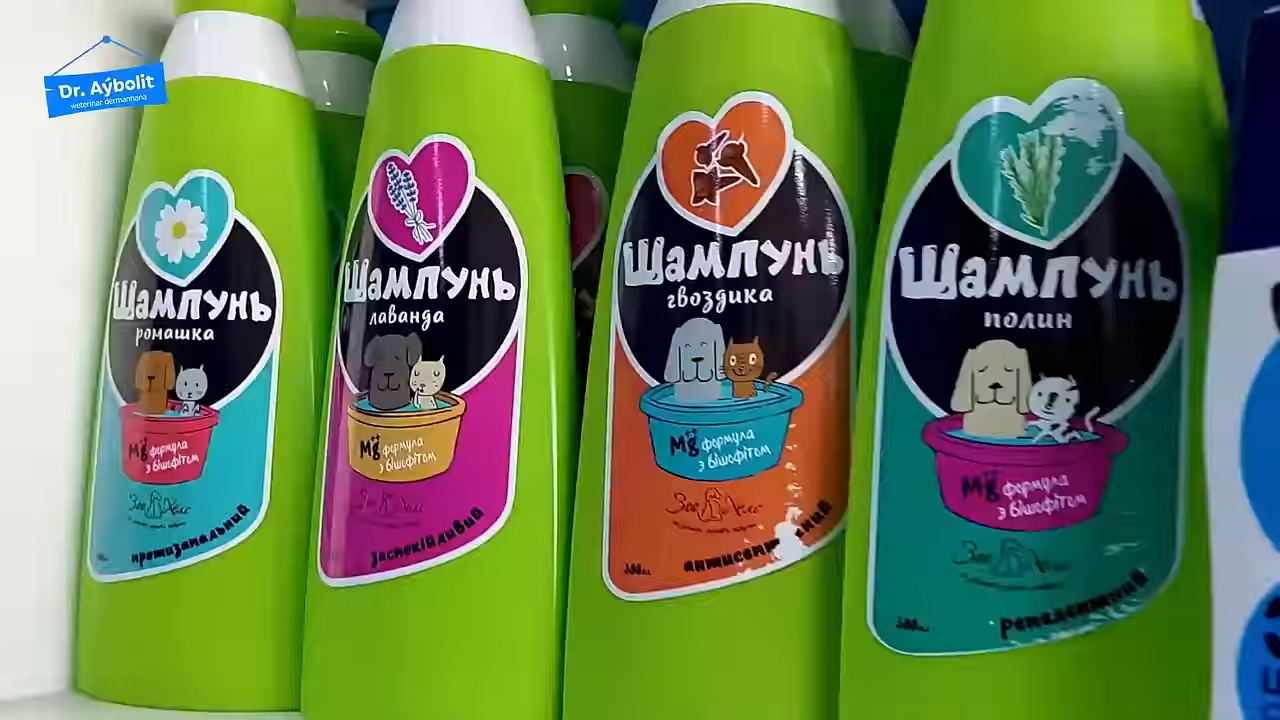 Dr. Aýbolit
weterinar dermanhana
Шампунь
ромашка
Mg формула
з бішофітом
протизапальний
Шампунь
лаванда
Mg формула
з бішофітом
заспокійливий
Шампунь
гвоздика
Mg формула
з бішофітом
Шампунь
полин
Mg формула
з бішофітом
репелентний